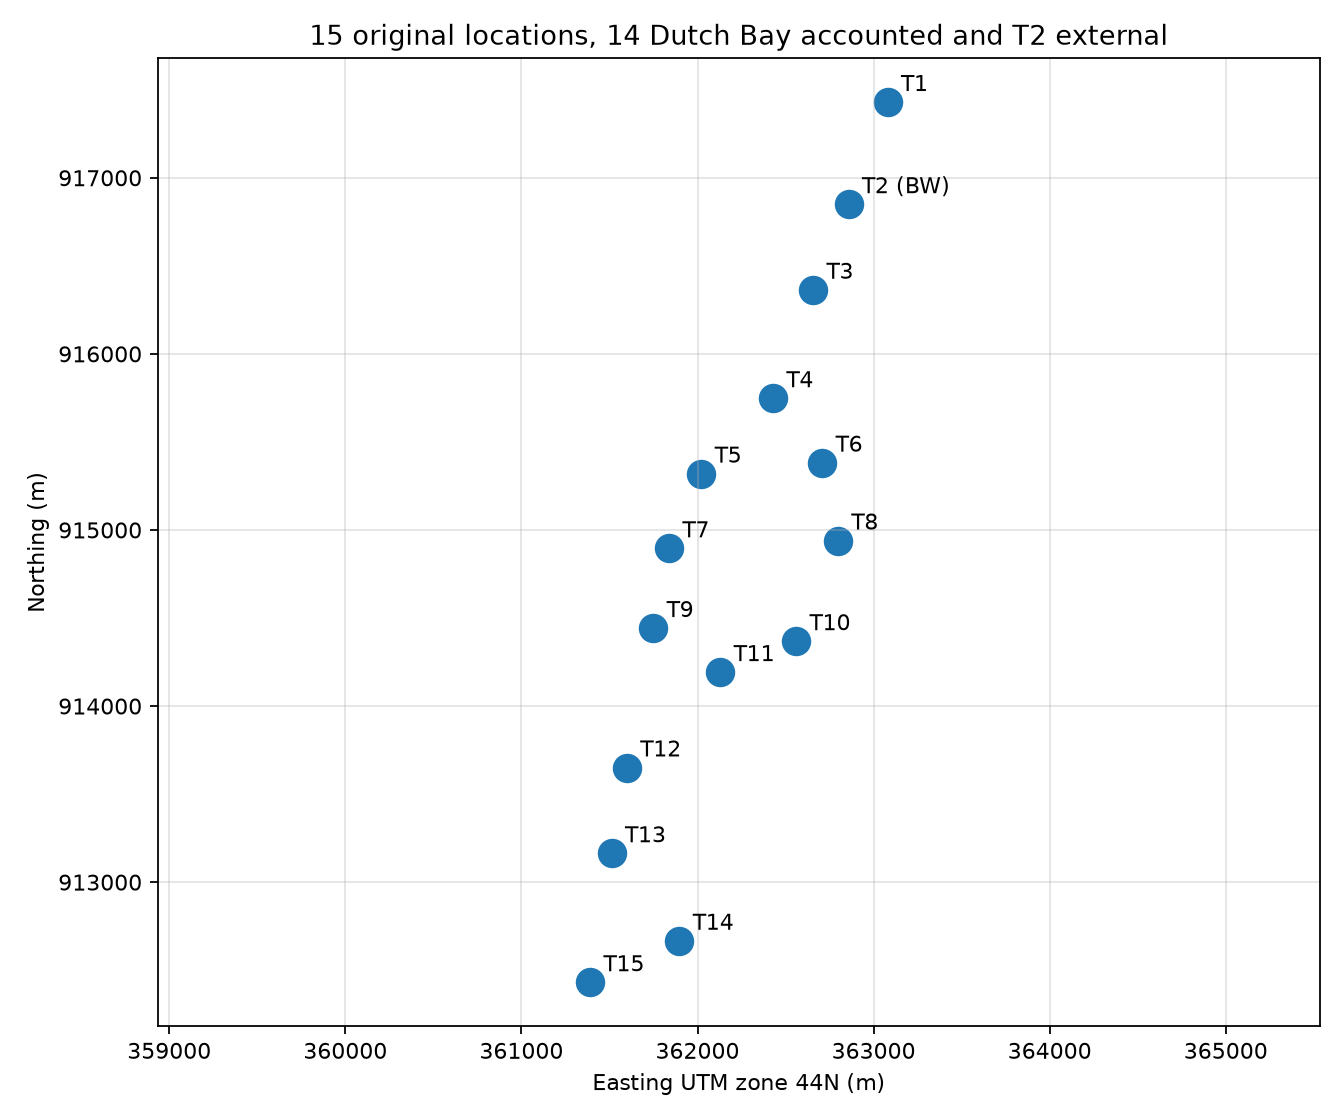 15 original locations, 14 Dutch Bay accounted and T2 external
T1
917000
T2 (BW)
T3
916000
T4
T6
T5
915000
T7
T8
T9
T10
T11
914000
T12
T13
913000
T14
T15
359000 360000 361000 362000 363000 364000 365000
Easting UTM zone 44N (m)
Northing (m)